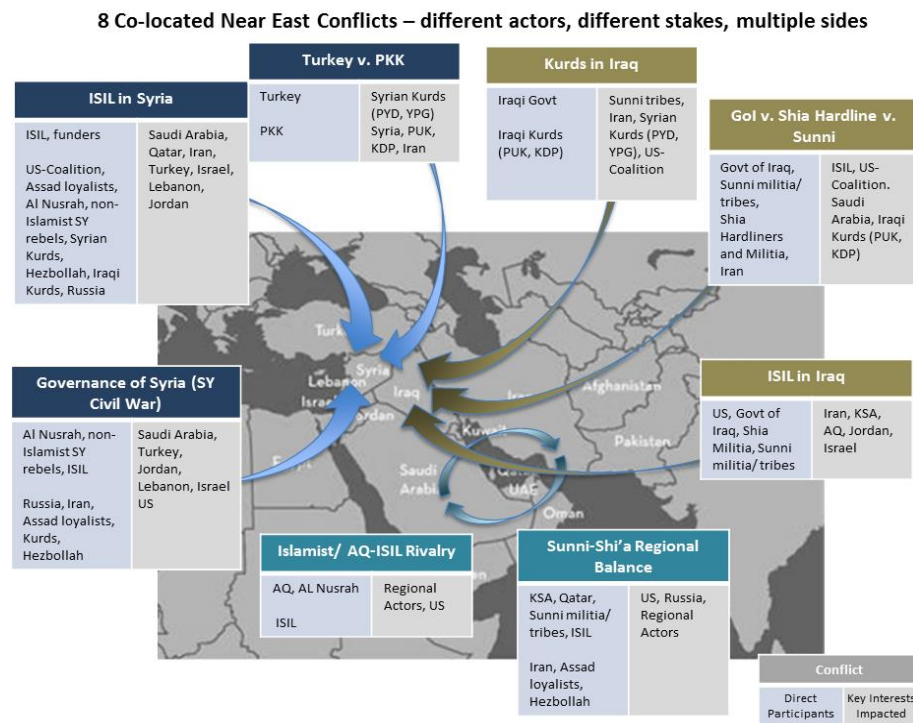 8 Co-located Near East Conflicts – different actors, different stakes, multiple sides
Turkey v. PKK
Turkey
PKK
Syrian Kurds
(PYD, YPG)
Syria, PUK,
KDP, Iran
Kurds in Iraq
Iraqi Govt
Iraqi Kurds
(PUK, KDP)
Sunni tribes,
Iran, Syrian
Kurds (PYD,
YPG), US-
Coalition
ISIL in Syria
ISIL, funders
US-Coalition,
Assad loyalists,
Al Nusrah, non-
Islamist SY
rebels, Syrian
Kurds,
Hezbollah, Iraqi
Kurds, Russia
Saudi Arabia,
Qatar, Iran,
Turkey, Israel,
Lebanon,
Jordan
GoI v. Shia Hardline v.
Sunni
Govt of Iraq,
Sunni militia/
tribes,
Shia
Hardliners
and Militia,
Iran
ISIL, US-
Coalition.
Saudi
Arabia, Iraqi
Kurds (PUK,
KDP)
Syria
Lebanon
Iraq
Afghanistan
Kuwait
Pakistan
Saudi
Arabi
UAE
Oman
Governance of Syria (SY
Civil War)
Al Nusrah, non-
Islamist SY
rebels, ISIL
Russia, Iran,
Assad loyalists,
Kurds,
Hezbollah
Saudi Arabia,
Turkey,
Jordan,
Lebanon, Israel
US
ISIL in Iraq
US, Govt of
Iraq, Shia
Militia, Sunni
militia/ tribes
Iran, KSA,
AQ, Jordan,
Israel
Islamist/ AQ-ISIL Rivalry
AQ, AL Nusrah
ISIL
Regional
Actors, US
Sunni-Shi’a Regional
Balance
KSA, Qatar,
Sunni militia/
tribes, ISIL
Iran, Assad
loyalists,
Hezbollah
US, Russia,
Regional
Actors
Conflict
Direct
Participants
Key Interests
Impacted